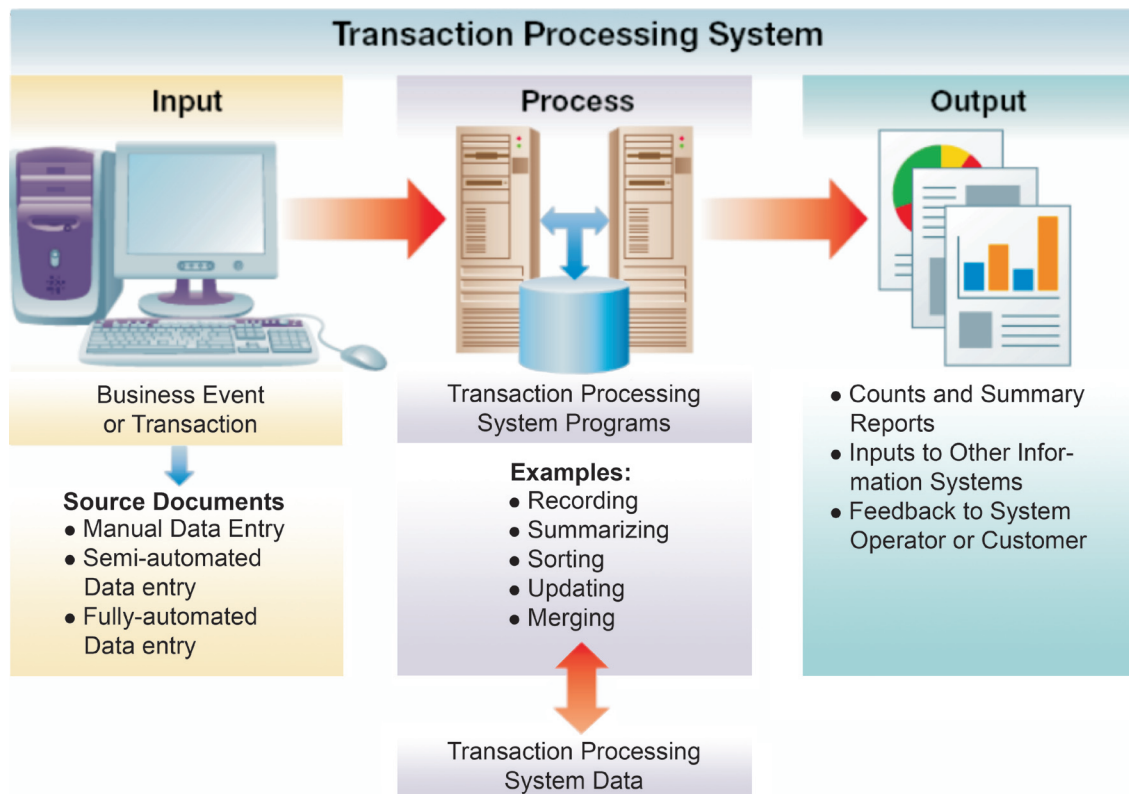 Transaction Processing System
Input
Business Event
or Transaction
Source Documents
● Manual Data Entry
● Semi-automated
Data entry
● Fully-automated
Data entry
Process
Transaction Processing
System Programs
Examples:
● Recording
● Summarizing
● Sorting
● Updating
● Merging
Transaction Processing
System Data
Output
● Counts and Summary
Reports
● Inputs to Other Infor-
mation Systems
● Feedback to System
Operator or Customer